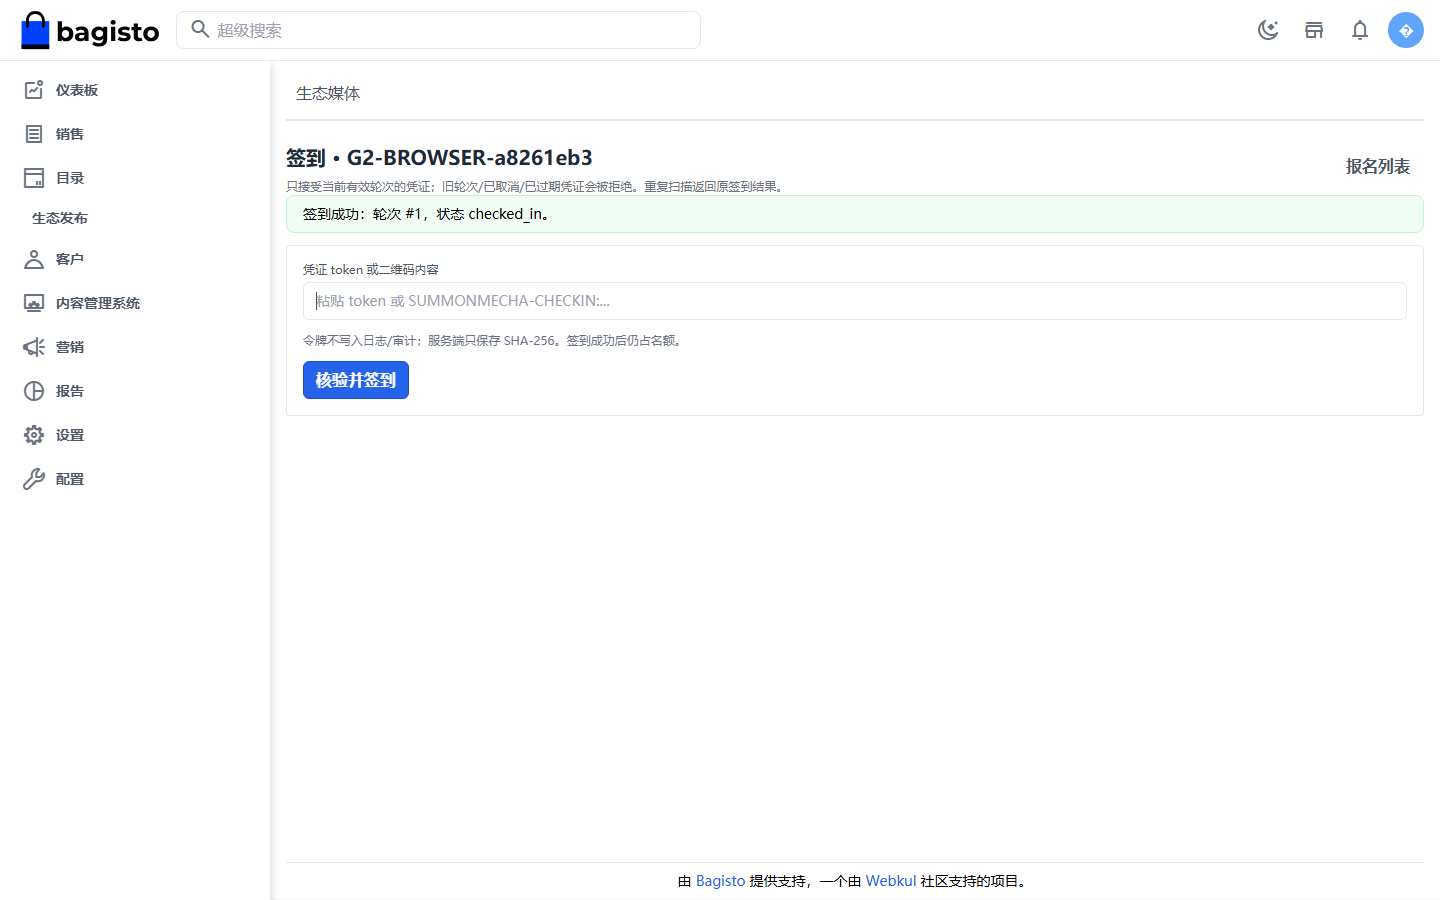 bagisto
超级搜索
仪表板
销售
目录
生态发布
客户
内容管理系统
营销
报告
设置
配置
生态媒体
签到 · G2-BROWSER-a8261eb3
报名列表
只接受当前有效轮次的凭证；旧轮次/已取消/已过期凭证会被拒绝。重复扫描返回原签到结果。
签到成功：轮次 #1，状态 checked_in。
凭证 token 或二维码内容
粘贴 token 或 SUMMONMECHA-CHECKIN:...
令牌不写入日志/审计；服务端只保存 SHA-256。签到成功后仍占名额。
核验并签到
由 Bagisto 提供支持，一个由 Webkul 社区支持的项目。